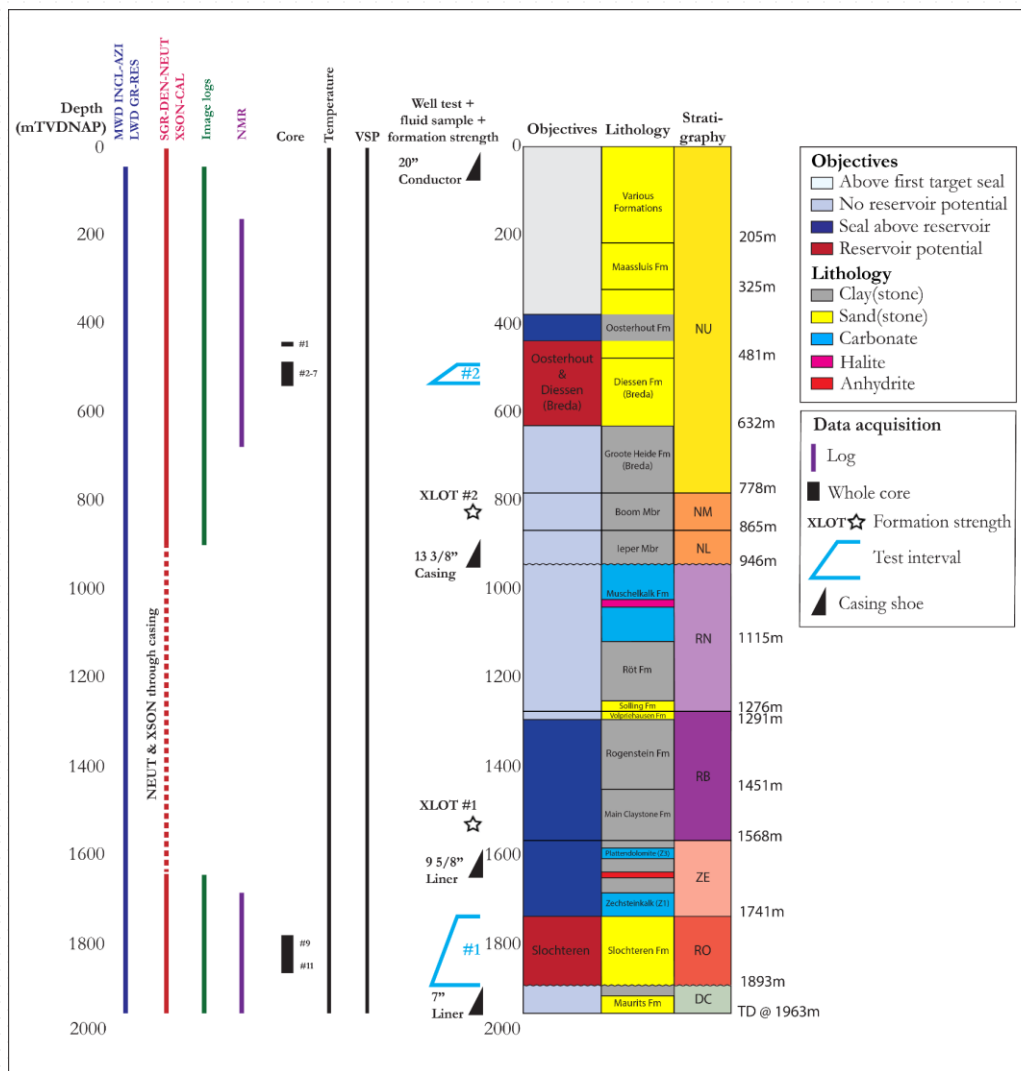 MWD INCL-AZI
LWD GR-RES
SGR-DEN-NEUT
XSON-CAL
Image logs
NMR
Depth
(mTVDNAP)
Core
Temperature
VSP
Well test +
fluid sample +
formation strength
Objectives
Lithology
Strati-
graphy
0
200
400
600
800
1000
1200
1400
1600
1800
2000
NEUT & XSON through casing
#1
#2-7
#9
#11
20”
Conductor
#2
XLOT #2
13 3/8”
Casing
XLOT #1
9 5/8”
Liner
#1
7”
Liner
0
200
400
600
800
1000
1200
1400
1600
1800
2000
Oosterhout
&
Diessen
(Breda)
Slochteren
Various
Formations
Maassluis Fm
Oosterhout Fm
Diessen Fm
(Breda)
Groote Heide Fm
(Breda)
Boom Mbr
Ieper Mbr
Muschelkalk Fm
Röt Fm
Solling Fm
Volpriehausen Fm
Rogenstein Fm
Main Claystone Fm
Plattendolomite (Z3)
Zechsteinkalk (Z1)
Slochteren Fm
Maurits Fm
NU
NM
NL
RN
RB
ZE
RO
DC
205m
325m
481m
632m
778m
865m
946m
1115m
1276m
1291m
1451m
1568m
1741m
1893m
TD @ 1963m
Objectives
Above first target seal
No reservoir potential
Seal above reservoir
Reservoir potential
Lithology
Clay(stone)
Sand(stone)
Carbonate
Halite
Anhydrite
Data acquisition
Log
Whole core
XLOT Formation strength
Test interval
Casing shoe